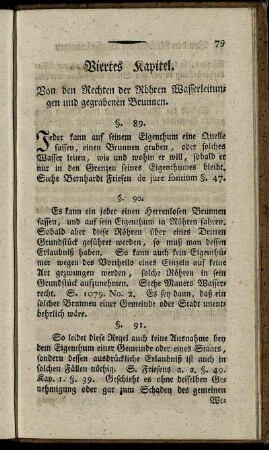 79
Viertes Kapitel.
Von den Rechten der Röhren Wasserleitun-
gen und gegrabenen Brunnen.
§. 89.
Jeder kann auf seinem Eigenthum eine Quelle
fassen, einen Brunnen graben, oder solches
Wasser leiten, wie und wohin er will, sobald er
nur in den Grenzen seines Eigenthumes bleibt.
Siehe Bernhardt Friesen de jure fontium §. 47.
§. 90.
Es kann ein jeder einen Herrenlosen Brunnen
fassen, und auf sein Eigenthum in Röhren führen.
Sobald aber diese Röhren über eines Dritten
Grundstück geführet werden, so muß man dessen
Erlaubniß haben. So kann auch kein Eigenthü-
mer wegen des Vortheils eines Einzeln auf keine
Art gezwungen werden, solche Röhren in sein
Grundstück aufzunehmen. Siehe Mauers Wasser
recht. S. 1079. No. 2. Es sey dann, daß ein
solcher Brunnen einer Gemeinde oder Stadt unent-
behrlich wäre.
§. 91.
So leidet diese Regel auch keine Ausnahme bey
dem Eigenthum einer Gemeinde oder eines Staats,
sondern dessen ausdrückliche Erlaubniß ist auch in
solchen Fällen nöthig. S. Friesens a. a. §. 49.
Kap. 1. §. 39. Geschieht es ohne desselben Ge-
nehmigung oder gar zum Schaden des gemeinen
We-